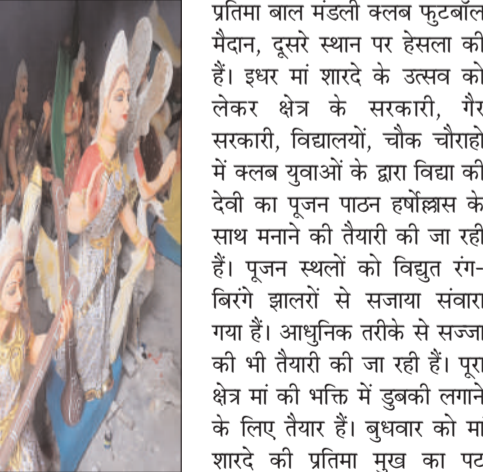 प्रतिमा बाल मंडली क्लब फुटबॉल
मैदान, दूसरे स्थान पर हेसला की
हैं। इधर मां शारदे के उत्सव को
लेकर क्षेत्र के सरकारी, गैर
सरकारी, विद्यालयों, चौक चौराहो
में क्लब युवाओं के द्वारा विद्या की
देवी का पूजन पाठन हर्षोल्लास के
साथ मनाने की तैयारी की जा रही
हैं। पूजन स्थलों को विद्युत रंग-
बिरंगे झालरों से सजाया संवारा
गया हैं। आधुनिक तरीके से सज्जा
की भी तैयारी की जा रही हैं। पूरा
क्षेत्र मां की भक्ति में डुबकी लगाने
के लिए तैयार हैं। बुधवार को मां
शारदे की प्रतिमा मुख का पट